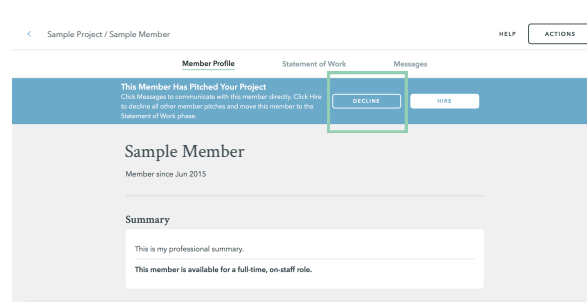 Sample Project / Sample Member
HELP
ACTIONS
Member Profile
Statement of Work
Messages
This Member Has Pitched Your Project
Click Messages to communicate with this member directly. Click Hire
to decline all other member pitches and move this member to the
Statement of Work phase.
DECLINE
HIRE
Sample Member
Member since Jun 2015
Summary
This is my professional summary.
This member is available for a full-time, on-staff role.